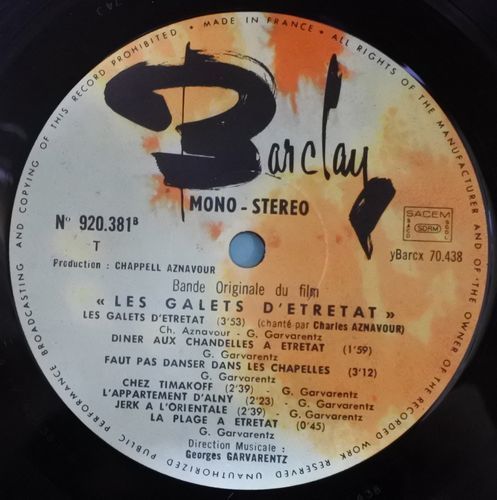 UNAUTHORIZED PUBLIC PERFORMANCE BROADCASTING AND COPYING OF THIS RECORD PROHIBITED • MADE IN FRANCE • ALL RIGHTS OF THE MANUFACTURER AND OF THE OWNER OF THE RECORDED WORK RESERVED
Barclay
MONO - STEREO
N° 920.381 B
T
SACEM
SDRM
yBarcx 70.438
Production : CHAPPELL AZNAVOUR
Bande Originale du film
« LES GALETS D'ETRETAT »
LES GALETS D'ETRETAT (3'53) (chanté par Charles AZNAVOUR)
Ch. Aznavour - G. Garvarentz
DINER AUX CHANDELLES A ETRETAT (1'59)
G. Garvarentz
FAUT PAS DANSER DANS LES CHAPELLES (3'12)
G. Garvarentz
CHEZ TIMAKOFF (2'39) - G. Garvarentz
L'APPARTEMENT D'ALNY (2'23) - G. Garvarentz
JERK A L'ORIENTALE (2'39) - G. Garvarentz
LA PLAGE A ETRETAT (0'45)
G. Garvarentz
Direction Musicale :
Georges GARVARENTZ